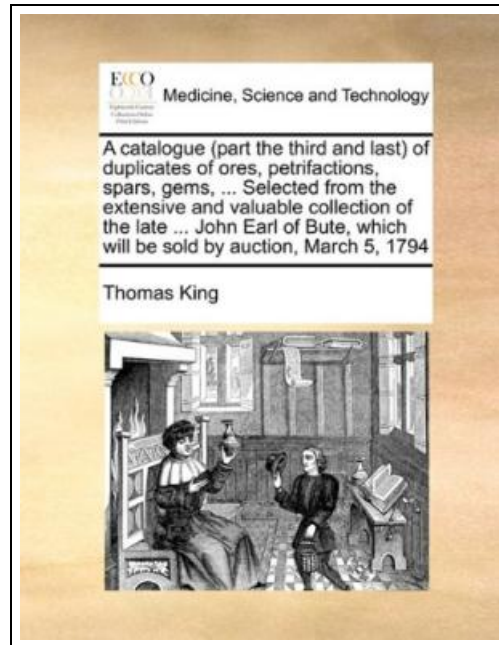 ECCO
Medicine, Science and Technology
A catalogue (part the third and last) of
duplicates of ores, petrifactions,
spars, gems, ... Selected from the
extensive and valuable collection of
the late ... John Earl of Bute, which
will be sold by auction, March 5, 1794
Thomas King